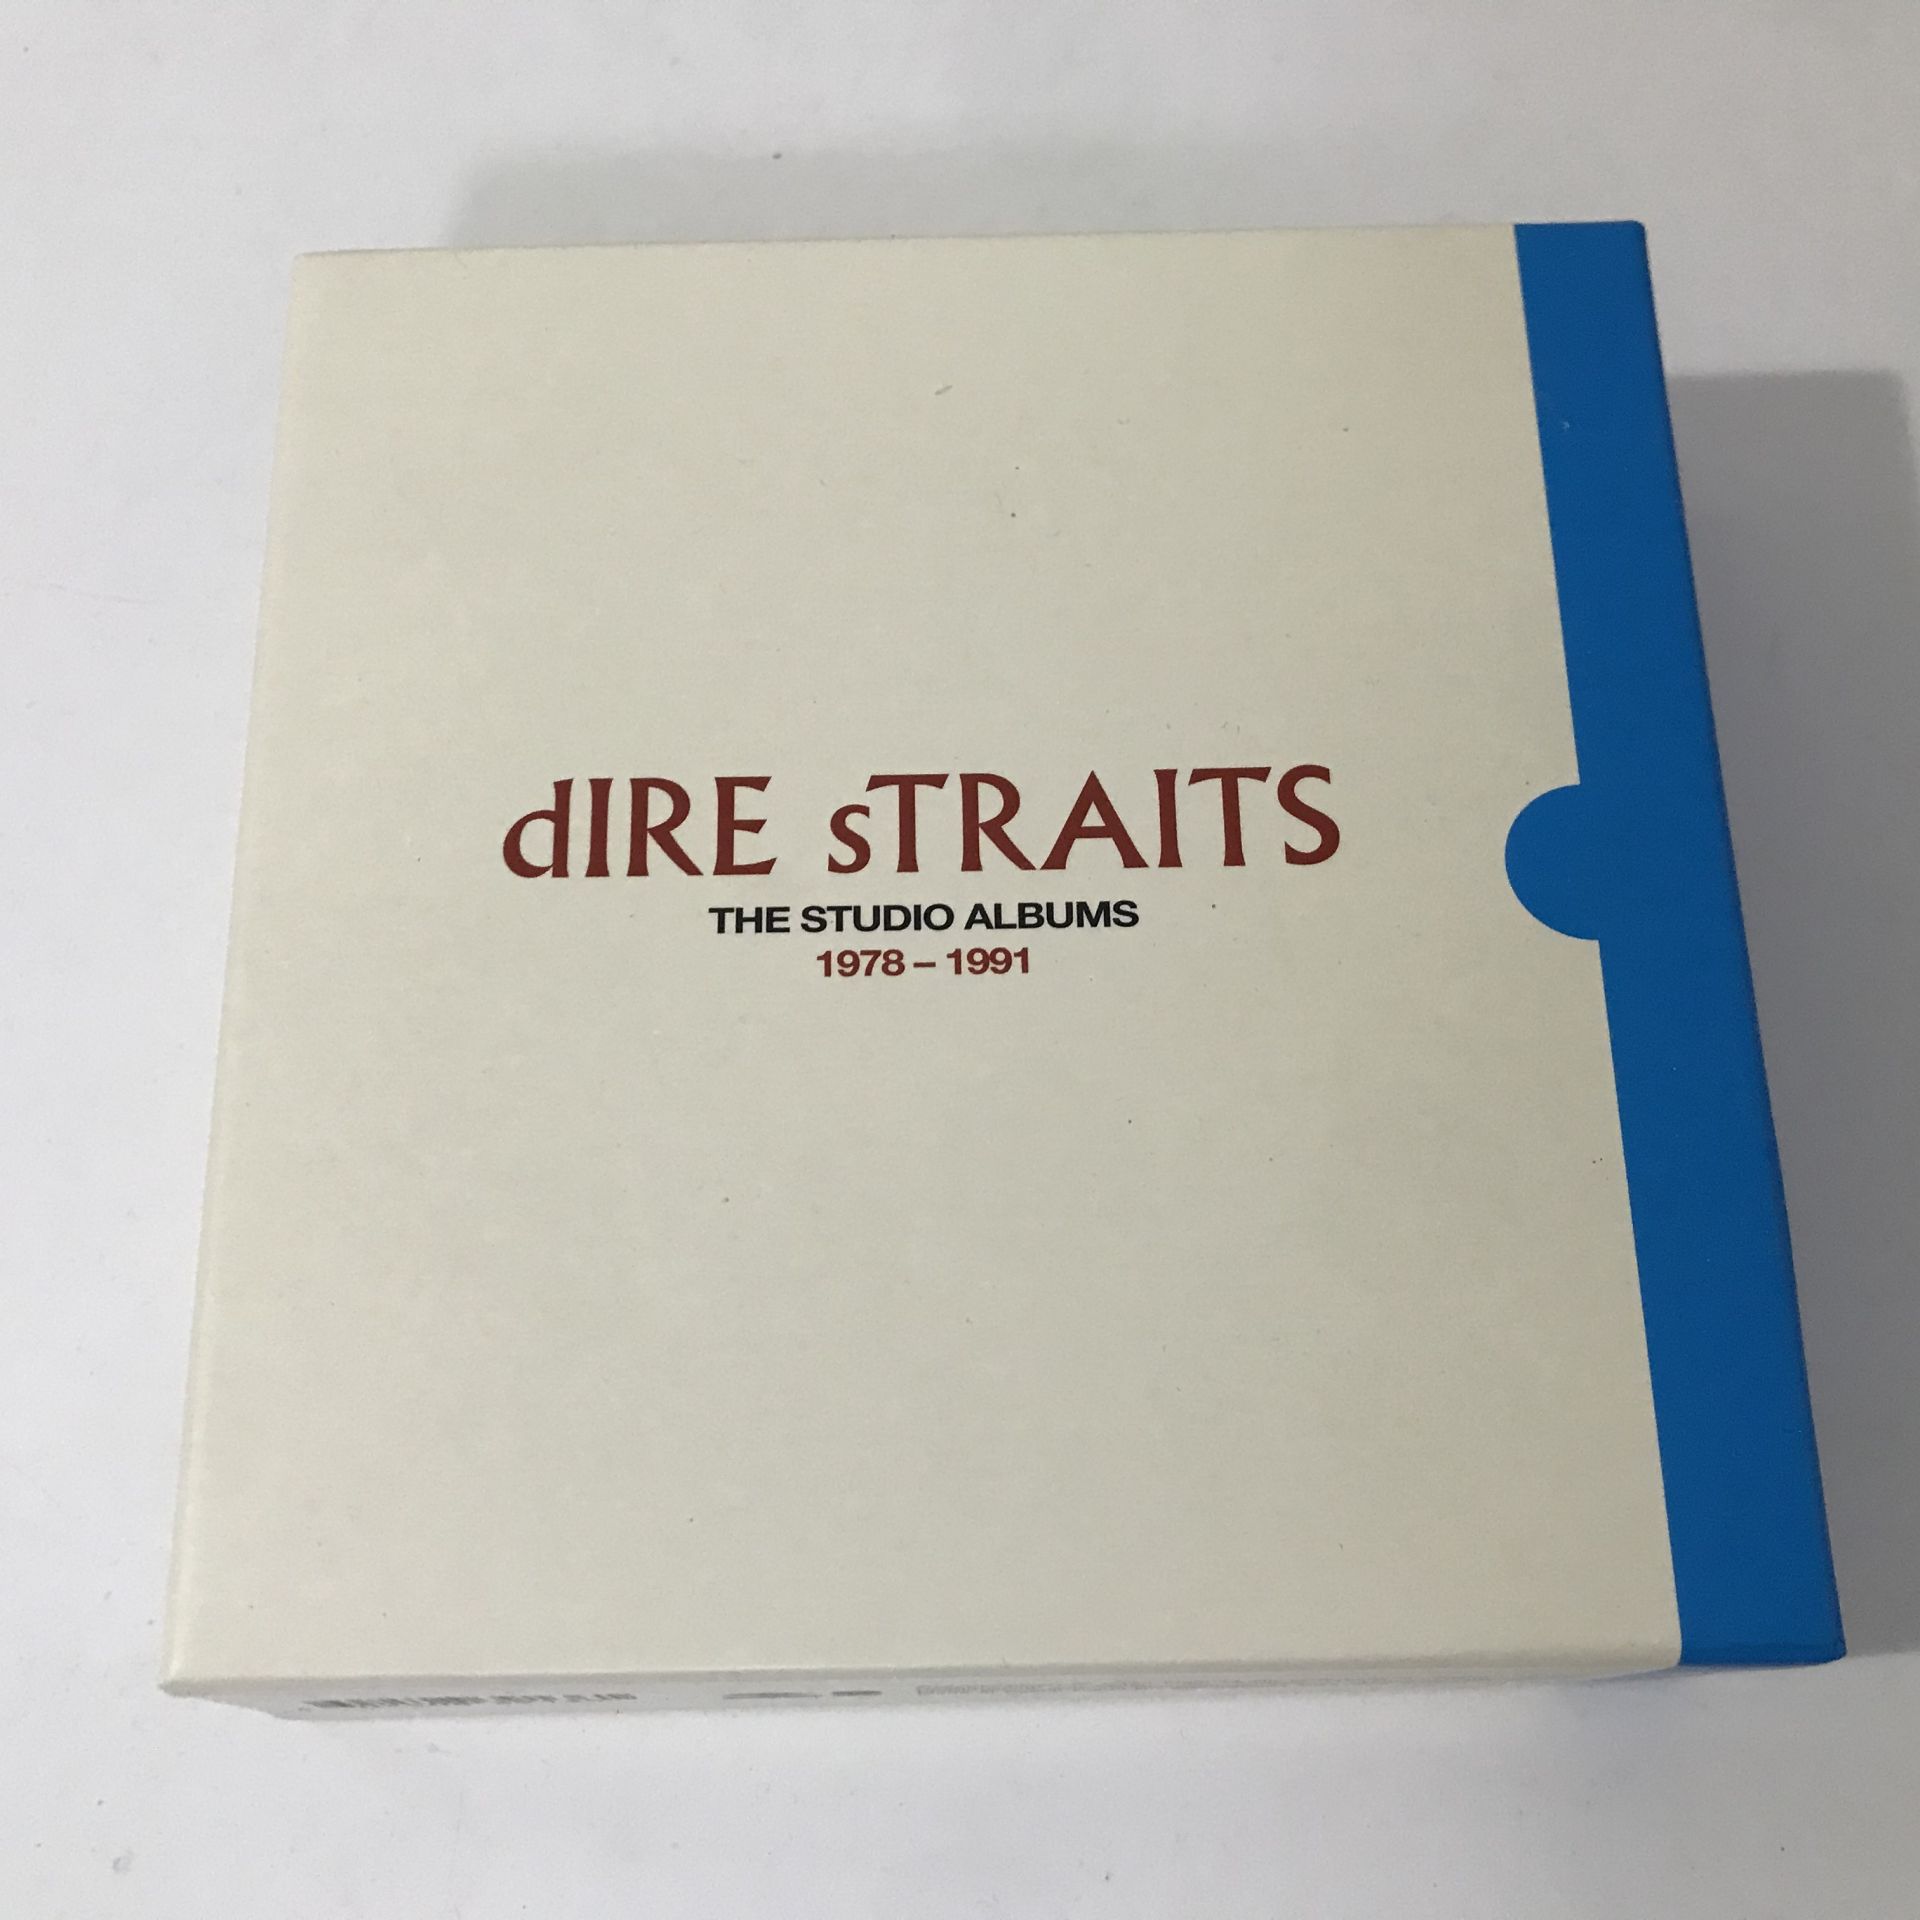 dIRE sTRAITS
THE STUDIO ALBUMS
1978 – 1991